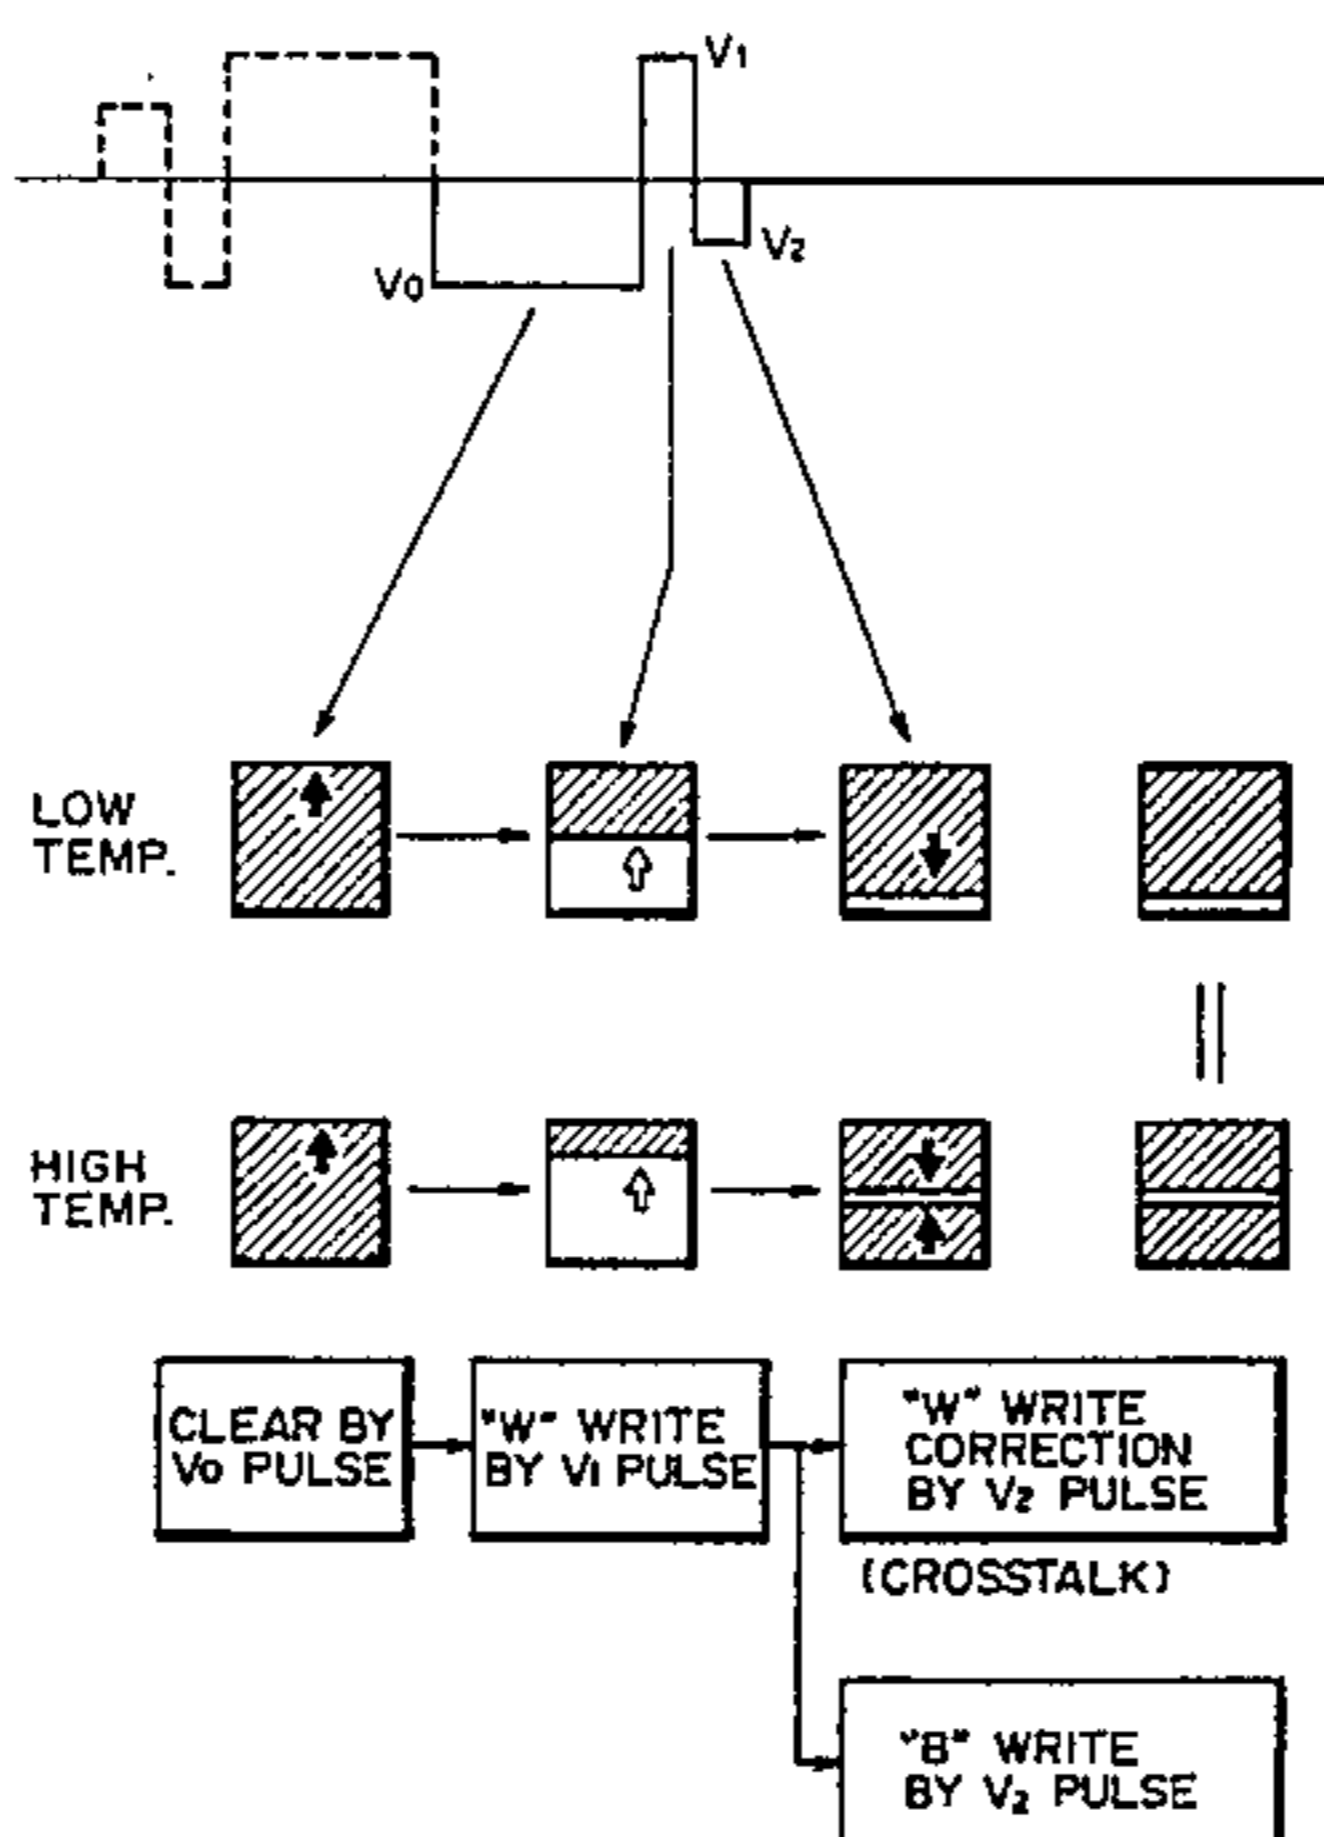 V1
V2
V0
LOW
TEMP.
HIGH
TEMP.
CLEAR BY
V0 PULSE
"W" WRITE
BY V1 PULSE
"W" WRITE
CORRECTION
BY V2 PULSE
(CROSSTALK)
"B" WRITE
BY V2 PULSE